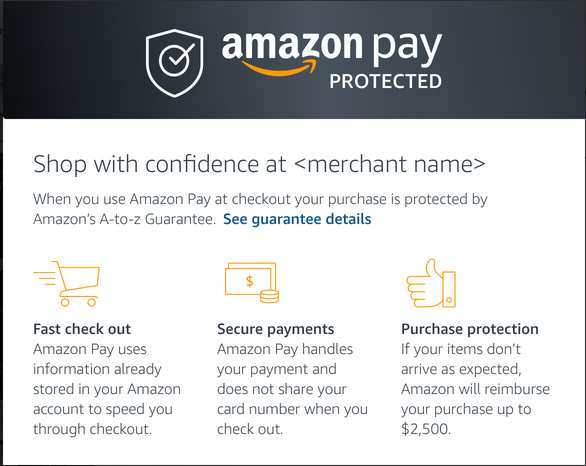 amazon pay
PROTECTED
Shop with confidence at <merchant name>
When you use Amazon Pay at checkout your purchase is protected by
Amazon's A-to-z Guarantee. See guarantee details
$
Fast check out
Amazon Pay uses
information already
stored in your Amazon
account to speed you
through checkout.
Secure payments
Amazon Pay handles
your payment and
does not share your
card number when you
check out.
Purchase protection
If your items don't
arrive as expected,
Amazon will reimburse
your purchase up to
$2,500.